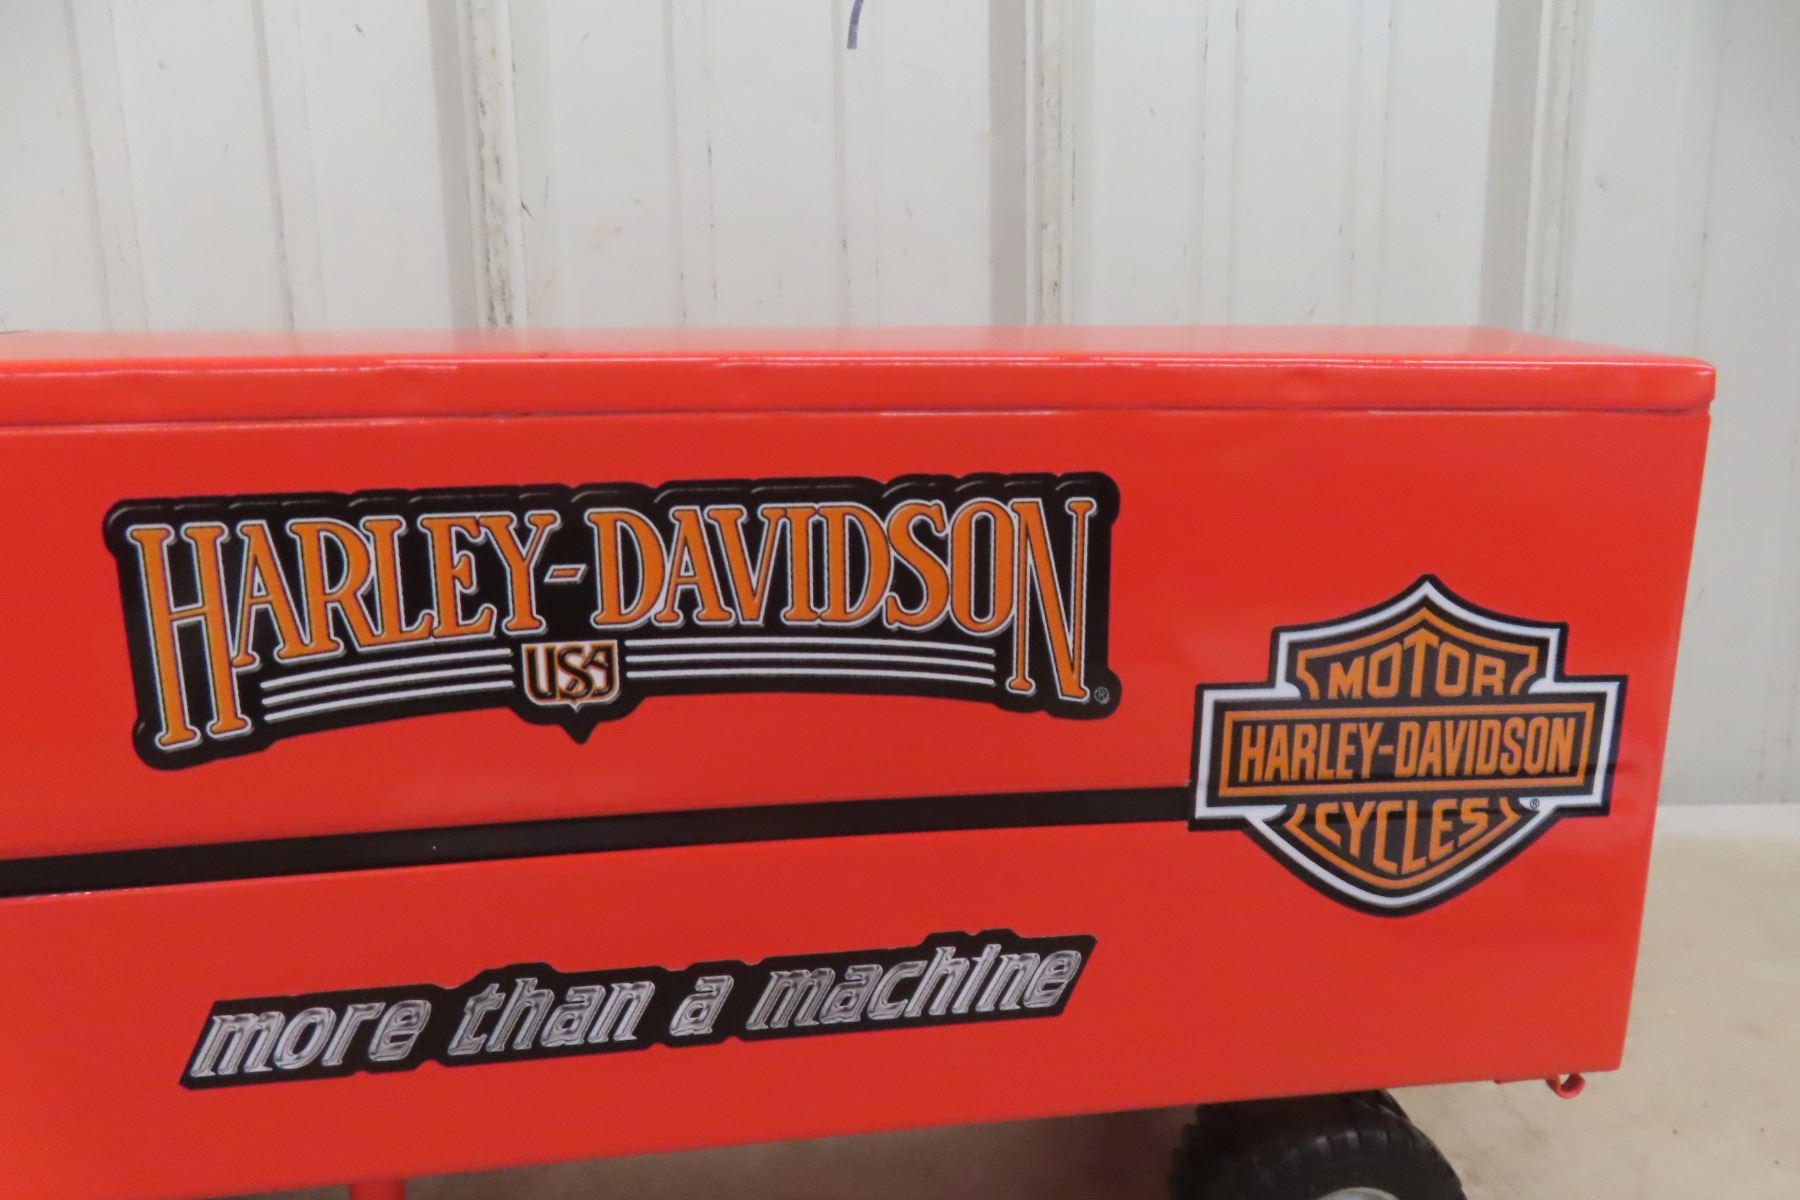 HARLEY-DAVIDSON
USA
®
MOTOR
HARLEY-DAVIDSON
CYCLES
®
more than a machine